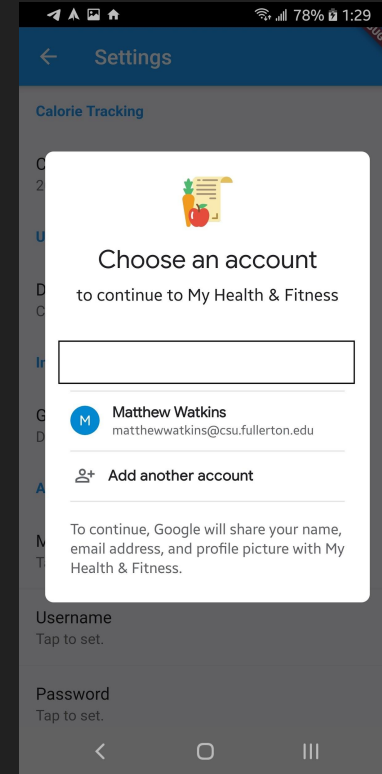 78% 1:29
Settings
Calorie Tracking
C
2
U
D
C
In
G
D
A
M
T
Choose an account
to continue to My Health & Fitness
M
Matthew Watkins
matthewwatkins@csu.fullerton.edu
Add another account
To continue, Google will share your name,
email address, and profile picture with My
Health & Fitness.
Username
Tap to set.
Password
Tap to set.